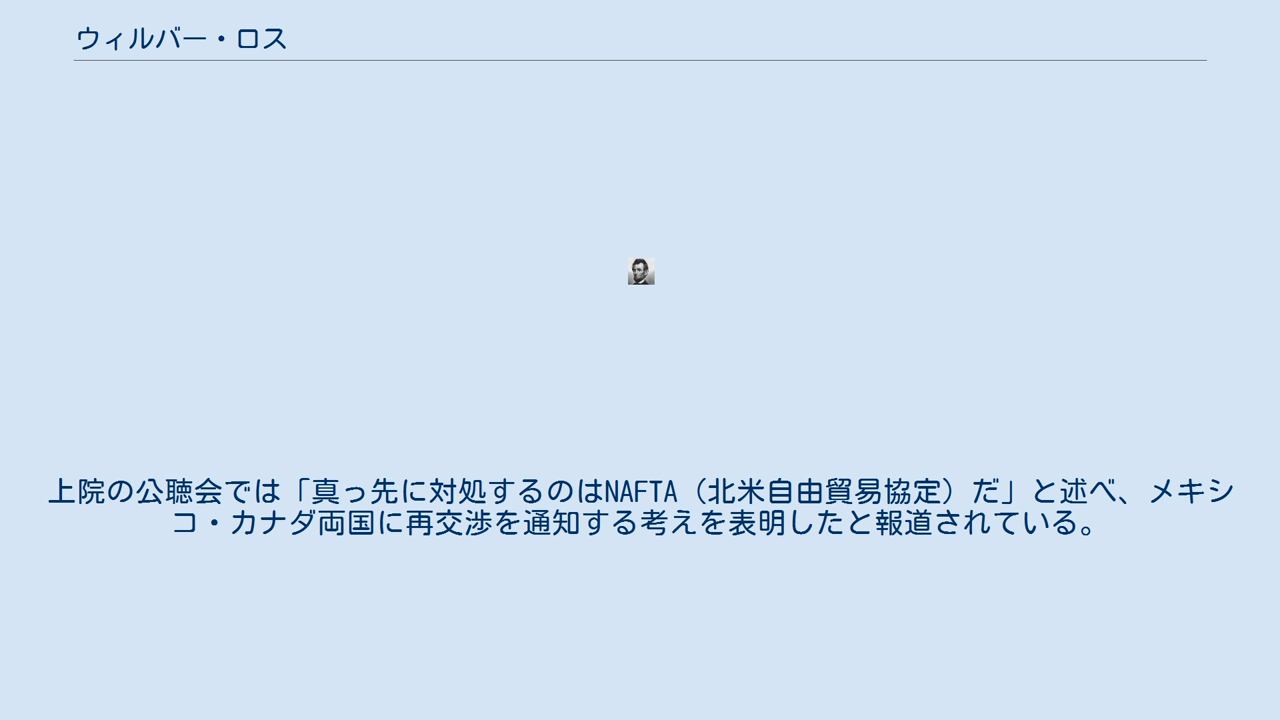 ウィルバー・ロス
上院の公聴会では「真っ先に対処するのはNAFTA（北米自由貿易協定）だ」と述べ、メキシ
コ・カナダ両国に再交渉を通知する考えを表明したと報道されている。